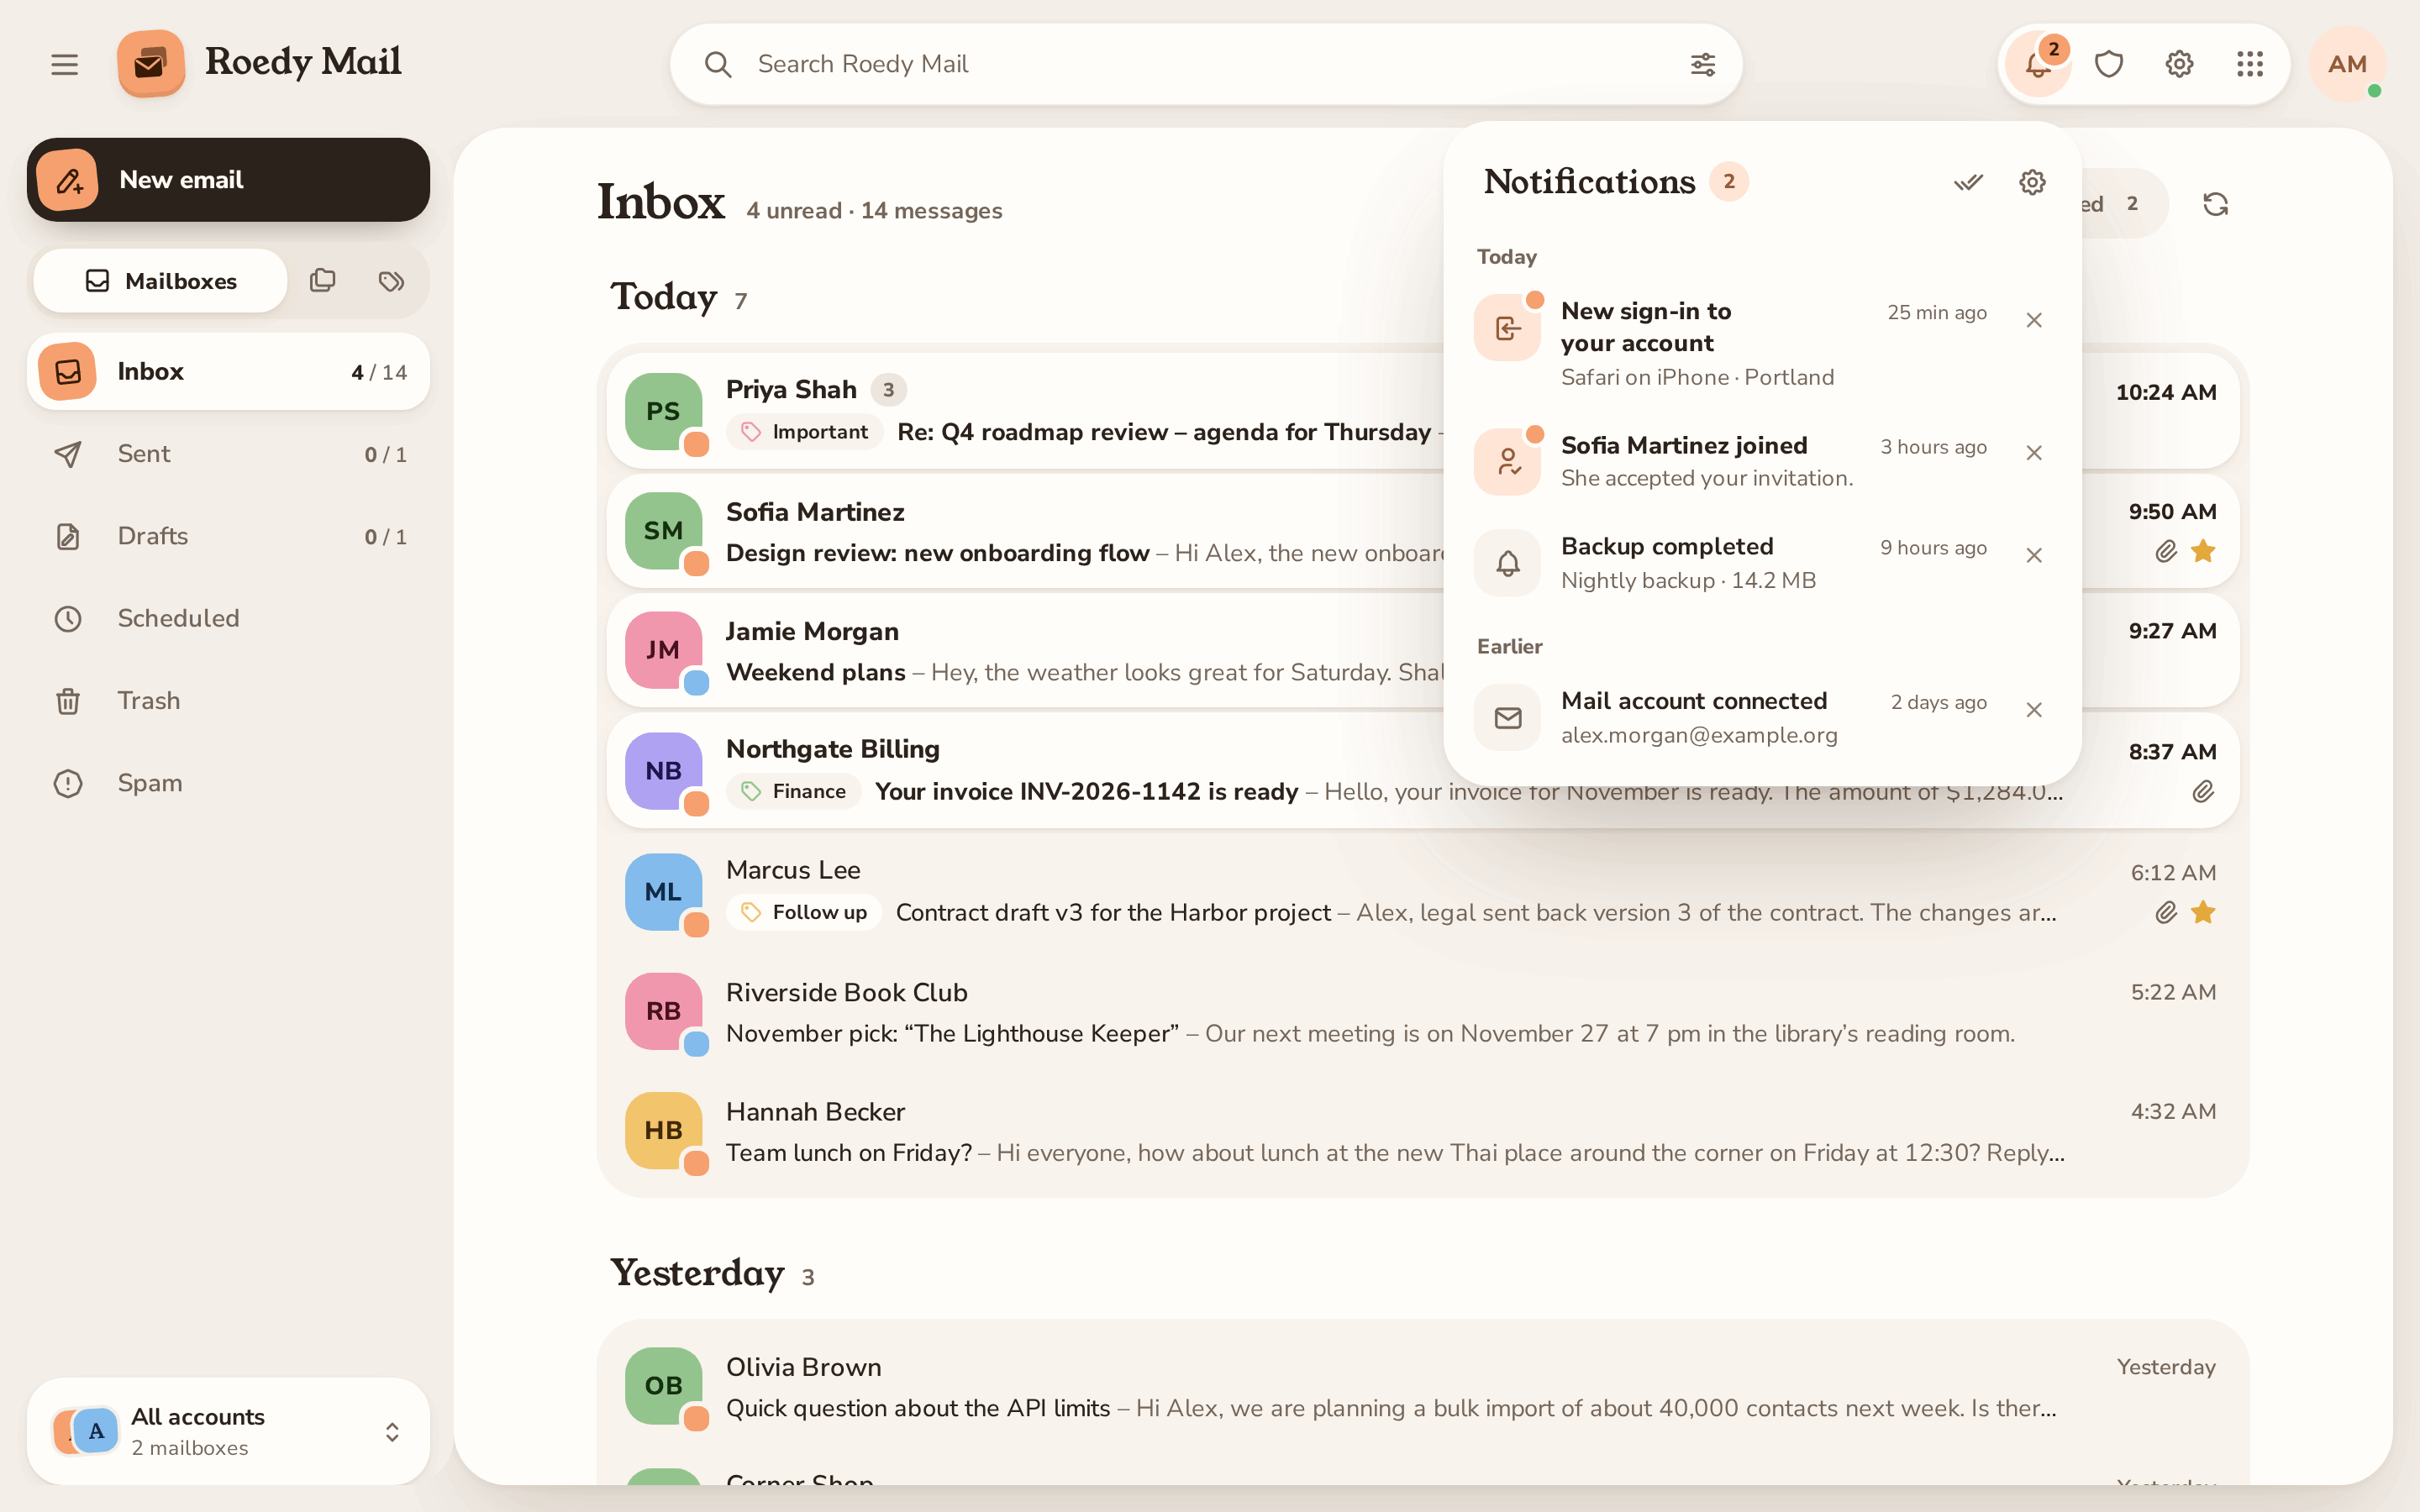 Roedy Mail
Search Roedy Mail
2
AM
New email
Mailboxes
Inbox 4 / 14
Sent 0 / 1
Drafts 0 / 1
Scheduled
Trash
Spam
All accounts
2 mailboxes
A
Inbox 4 unread · 14 messages
ed 2
Today 7
PS
Priya Shah 3
10:24 AM
Important Re: Q4 roadmap review – agenda for Thursday –
SM
Sofia Martinez
9:50 AM
Design review: new onboarding flow – Hi Alex, the new onboard
JM
Jamie Morgan
9:27 AM
Weekend plans – Hey, the weather looks great for Saturday. Shal
NB
Northgate Billing
8:37 AM
Finance Your invoice INV-2026-1142 is ready – Hello, your invoice for November is ready. The amount of $1,284.0...
ML
Marcus Lee
6:12 AM
Follow up Contract draft v3 for the Harbor project – Alex, legal sent back version 3 of the contract. The changes ar...
RB
Riverside Book Club
5:22 AM
November pick: “The Lighthouse Keeper” – Our next meeting is on November 27 at 7 pm in the library’s reading room.
HB
Hannah Becker
4:32 AM
Team lunch on Friday? – Hi everyone, how about lunch at the new Thai place around the corner on Friday at 12:30? Reply...
Yesterday 3
OB
Olivia Brown
Yesterday
Quick question about the API limits – Hi Alex, we are planning a bulk import of about 40,000 contacts next week. Is ther...
Corner Shop
Yesterday
Notifications 2
Today
New sign-in to
your account
25 min ago
Safari on iPhone · Portland
Sofia Martinez joined
3 hours ago
She accepted your invitation.
Backup completed
9 hours ago
Nightly backup · 14.2 MB
Earlier
Mail account connected
2 days ago
alex.morgan@example.org